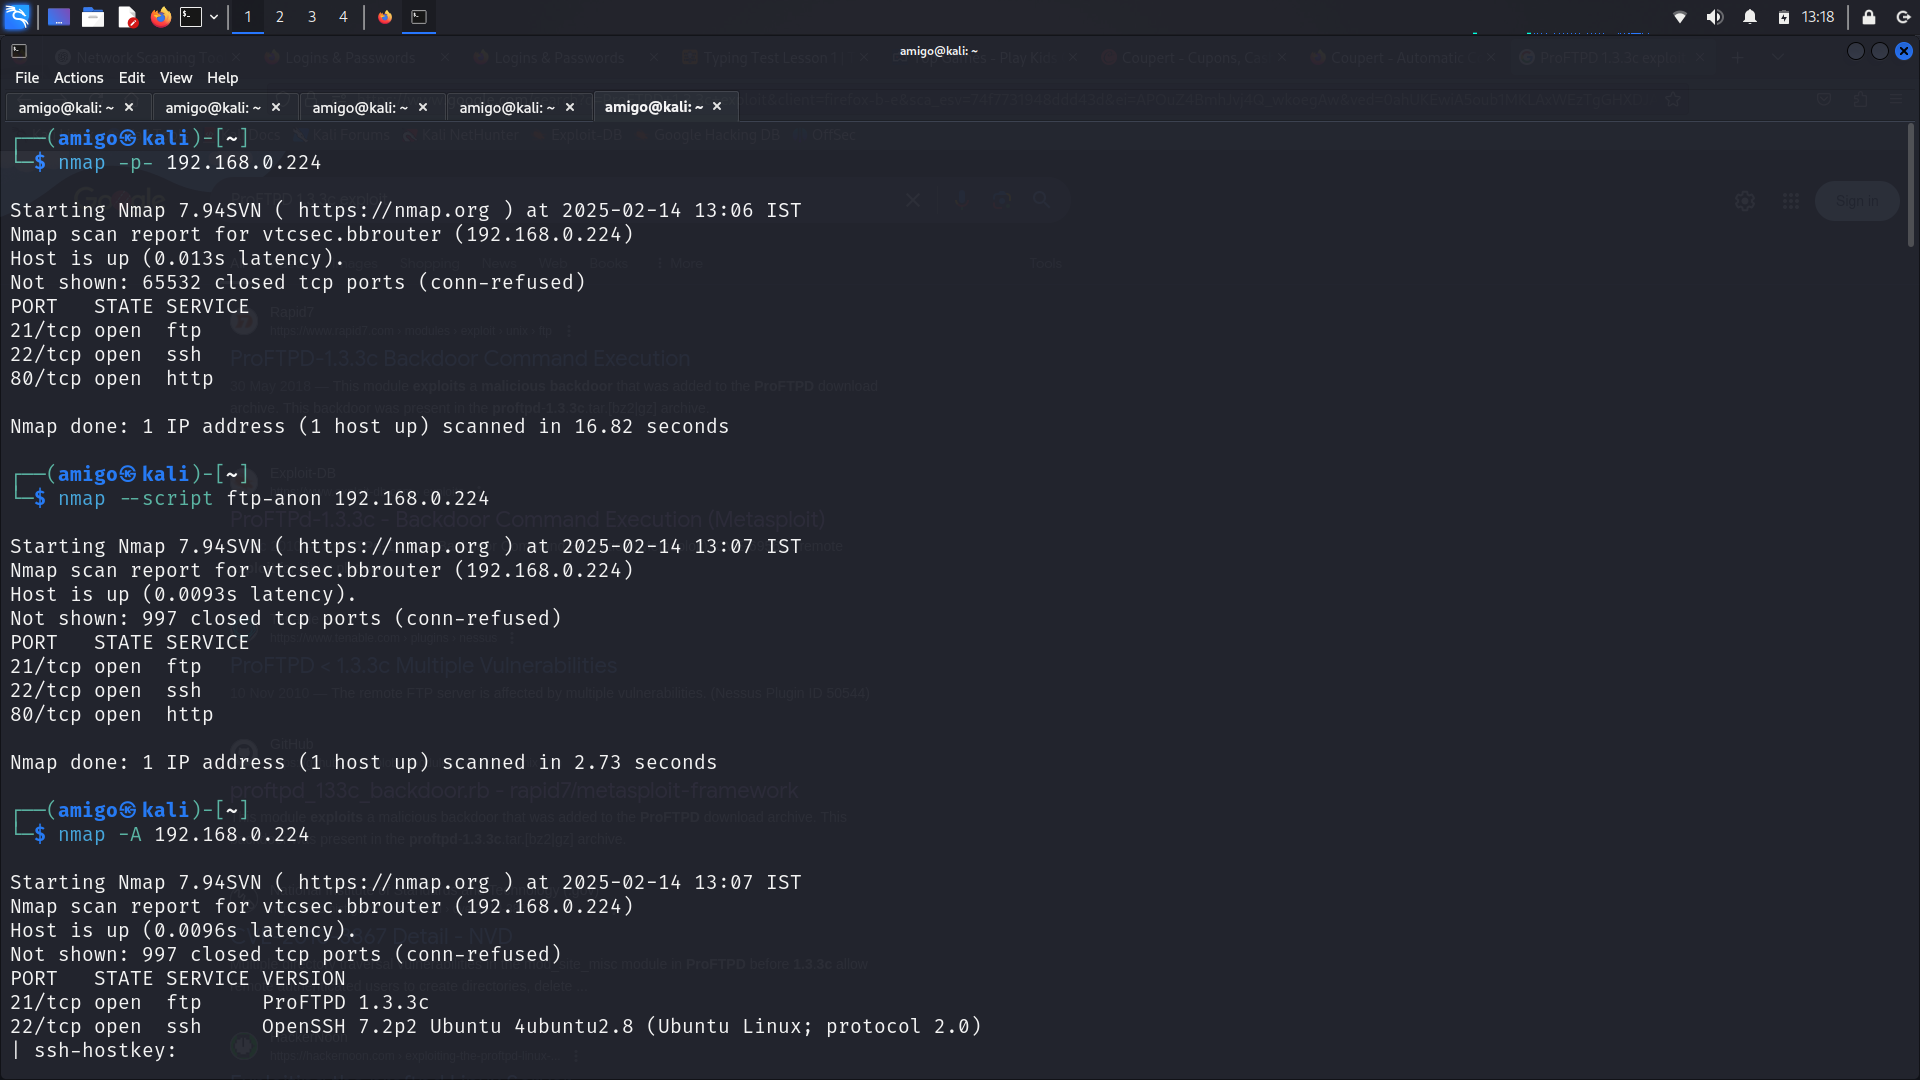 1 2 3 4 13:18
amigo@kali: ~
File Actions Edit View Help
amigo@kali: ~ × amigo@kali: ~ × amigo@kali: ~ × amigo@kali: ~ × amigo@kali: ~ ×
┌──(amigo㉿kali)-[~]
└─$ nmap -p- 192.168.0.224
Starting Nmap 7.94SVN ( https://nmap.org ) at 2025-02-14 13:06 IST
Nmap scan report for vtcsec.bbrouter (192.168.0.224)
Host is up (0.013s latency).
Not shown: 65532 closed tcp ports (conn-refused)
PORT   STATE SERVICE
21/tcp open  ftp
22/tcp open  ssh
80/tcp open  http
Nmap done: 1 IP address (1 host up) scanned in 16.82 seconds
┌──(amigo㉿kali)-[~]
└─$ nmap --script ftp-anon 192.168.0.224
Starting Nmap 7.94SVN ( https://nmap.org ) at 2025-02-14 13:07 IST
Nmap scan report for vtcsec.bbrouter (192.168.0.224)
Host is up (0.0093s latency).
Not shown: 997 closed tcp ports (conn-refused)
PORT   STATE SERVICE
21/tcp open  ftp
22/tcp open  ssh
80/tcp open  http
Nmap done: 1 IP address (1 host up) scanned in 2.73 seconds
┌──(amigo㉿kali)-[~]
└─$ nmap -A 192.168.0.224
Starting Nmap 7.94SVN ( https://nmap.org ) at 2025-02-14 13:07 IST
Nmap scan report for vtcsec.bbrouter (192.168.0.224)
Host is up (0.0096s latency).
Not shown: 997 closed tcp ports (conn-refused)
PORT   STATE SERVICE VERSION
21/tcp open  ftp     ProFTPD 1.3.3c
22/tcp open  ssh     OpenSSH 7.2p2 Ubuntu 4ubuntu2.8 (Ubuntu Linux; protocol 2.0)
| ssh-hostkey: